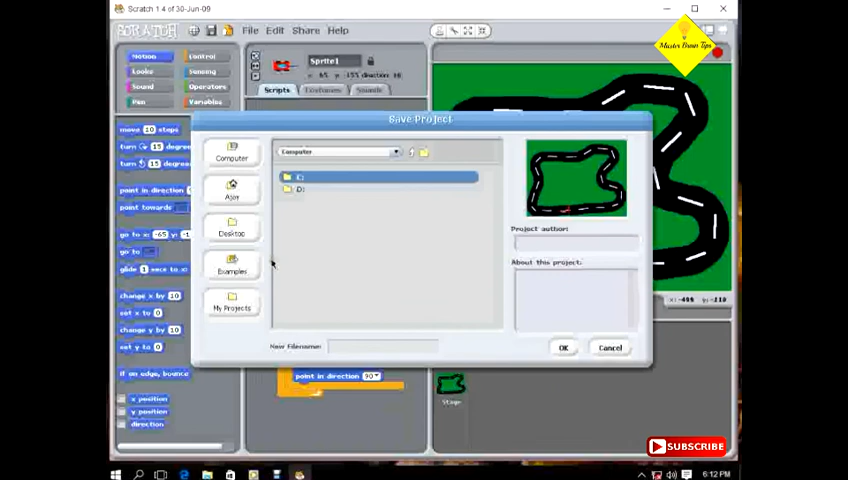 Scratch 1.4 of 30-Jun-09
SCRATCH
File Edit Share Help
Master Brain Tips
Motion
Control
Looks
Sensing
Sound
Operators
Pen
Variables
Sprite1
direction:
Scripts
Costumes
Sounds
move 10 steps
turn 15 degrees
turn 15 degrees
point in direction
point towards
go to x: -65 y:
go to
glide 1 secs to x:
change x by 10
set x to 0
change y by 10
set y to 0
if on edge, bounce
x position
y position
direction
Save Project
Computer
Ajay
Desktop
Examples
My Projects
Computer
C:
D:
New Filename:
Project author:
About this project:
OK
Cancel
point in direction 90
Stage
SUBSCRIBE
6:12 PM